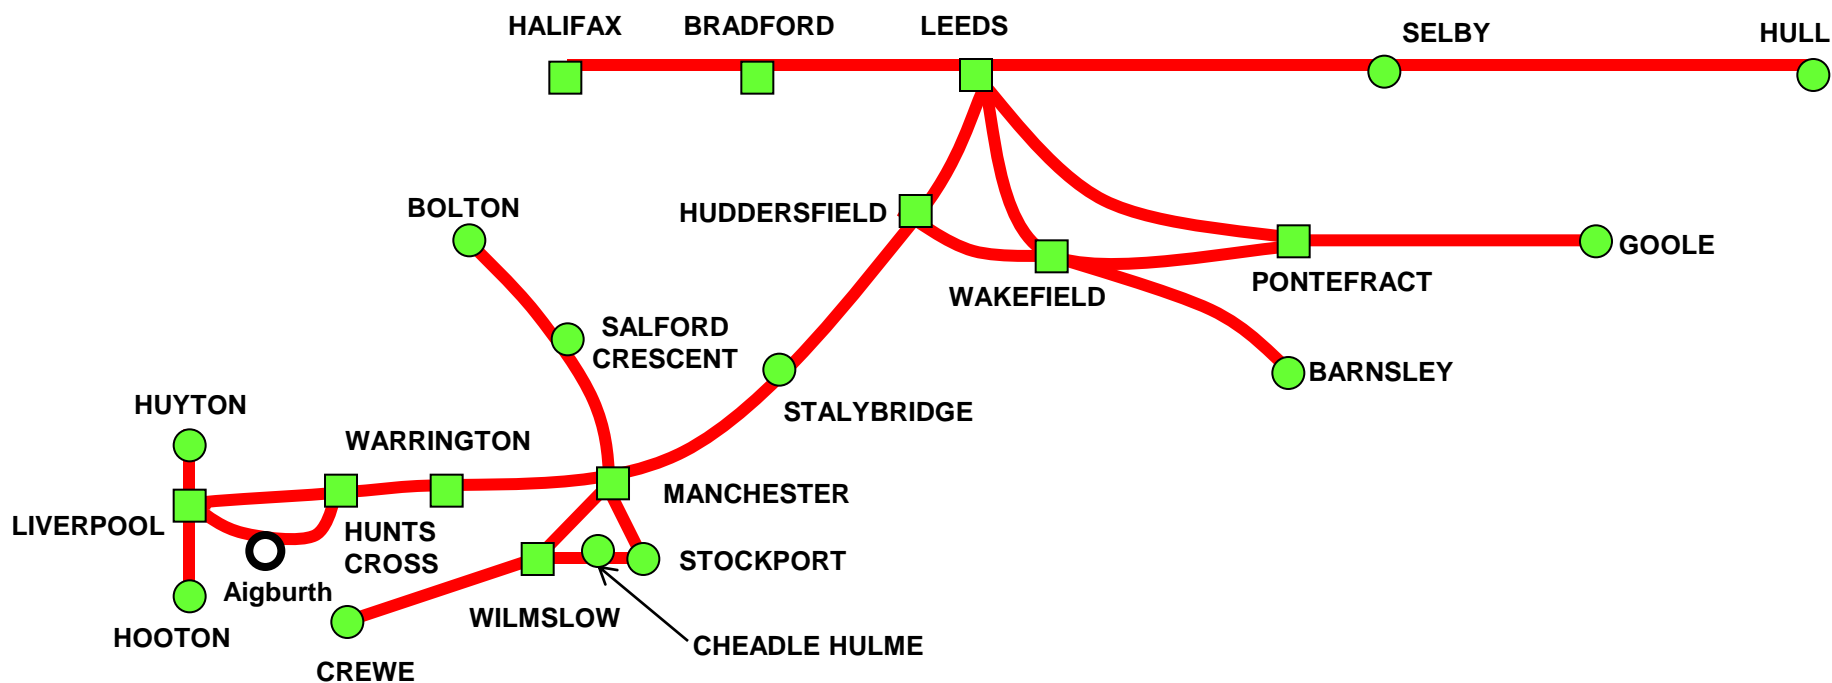 HALIFAX
BRADFORD
LEEDS
SELBY
HULL
BOLTON
HUDDERSFIELD
GOOLE
PONTEFRACT
WAKEFIELD
SALFORD
CRESCENT
BARNSLEY
HUYTON
STALYBRIDGE
WARRINGTON
MANCHESTER
LIVERPOOL
HUNTS
CROSS
STOCKPORT
Aigburth
WILMSLOW
HOOTON
CHEADLE HULME
CREWE